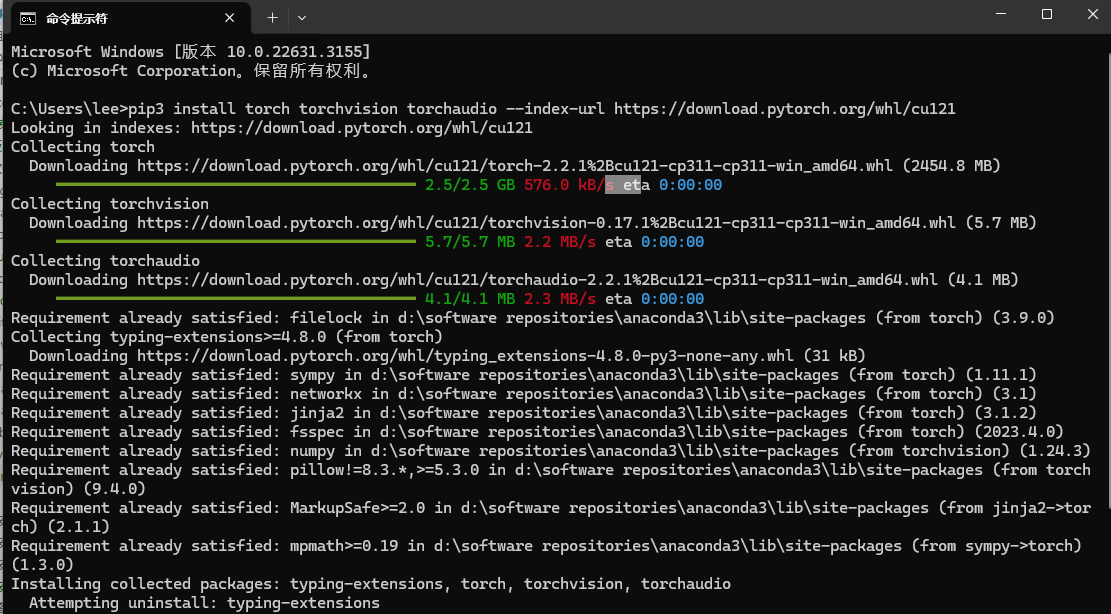 命令提示符
Microsoft Windows [版本 10.0.22631.3155]
(c) Microsoft Corporation。保留所有权利。
C:\Users\lee>pip3 install torch torchvision torchaudio --index-url https://download.pytorch.org/whl/cu121
Looking in indexes: https://download.pytorch.org/whl/cu121
Collecting torch
Downloading https://download.pytorch.org/whl/cu121/torch-2.2.1%2Bcu121-cp311-cp311-win_amd64.whl (2454.8 MB)
2.5/2.5 GB 576.0 kB/s eta 0:00:00
Collecting torchvision
Downloading https://download.pytorch.org/whl/cu121/torchvision-0.17.1%2Bcu121-cp311-cp311-win_amd64.whl (5.7 MB)
5.7/5.7 MB 2.2 MB/s eta 0:00:00
Collecting torchaudio
Downloading https://download.pytorch.org/whl/cu121/torchaudio-2.2.1%2Bcu121-cp311-cp311-win_amd64.whl (4.1 MB)
4.1/4.1 MB 2.3 MB/s eta 0:00:00
Requirement already satisfied: filelock in d:\software repositories\anaconda3\lib\site-packages (from torch) (3.9.0)
Collecting typing-extensions>=4.8.0 (from torch)
Downloading https://download.pytorch.org/whl/typing_extensions-4.8.0-py3-none-any.whl (31 kB)
Requirement already satisfied: sympy in d:\software repositories\anaconda3\lib\site-packages (from torch) (1.11.1)
Requirement already satisfied: networkx in d:\software repositories\anaconda3\lib\site-packages (from torch) (3.1)
Requirement already satisfied: jinja2 in d:\software repositories\anaconda3\lib\site-packages (from torch) (3.1.2)
Requirement already satisfied: fsspec in d:\software repositories\anaconda3\lib\site-packages (from torch) (2023.4.0)
Requirement already satisfied: numpy in d:\software repositories\anaconda3\lib\site-packages (from torchvision) (1.24.3)
Requirement already satisfied: pillow!=8.3.*,>=5.3.0 in d:\software repositories\anaconda3\lib\site-packages (from torch
vision) (9.4.0)
Requirement already satisfied: MarkupSafe>=2.0 in d:\software repositories\anaconda3\lib\site-packages (from jinja2->tor
ch) (2.1.1)
Requirement already satisfied: mpmath>=0.19 in d:\software repositories\anaconda3\lib\site-packages (from sympy->torch)
(1.3.0)
Installing collected packages: typing-extensions, torch, torchvision, torchaudio
Attempting uninstall: typing-extensions